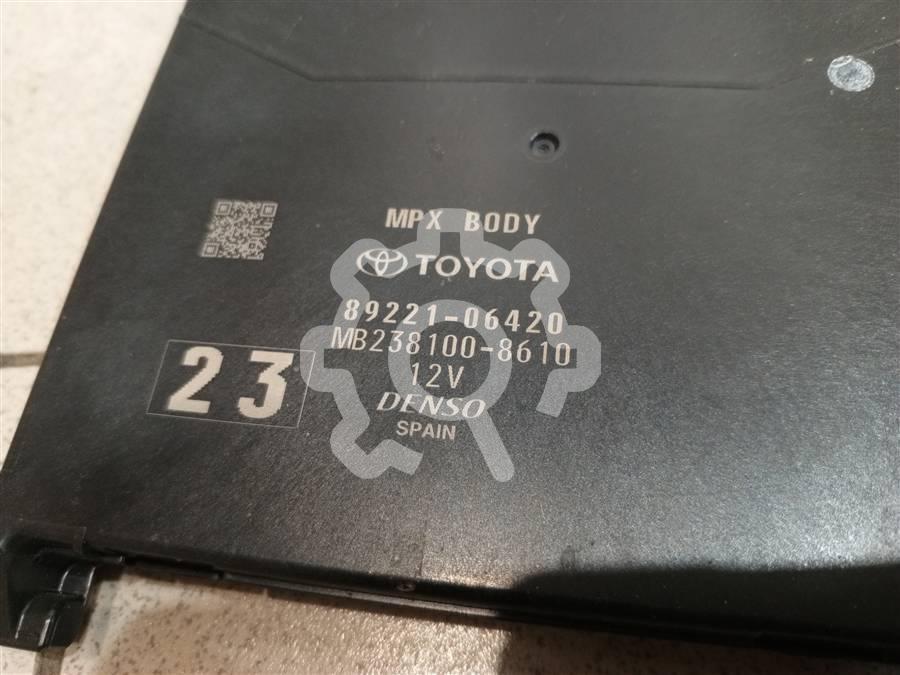 MPX BODY
TOYOTA
89221-06420
MB238100-8610
12V
DENSO
SPAIN
23